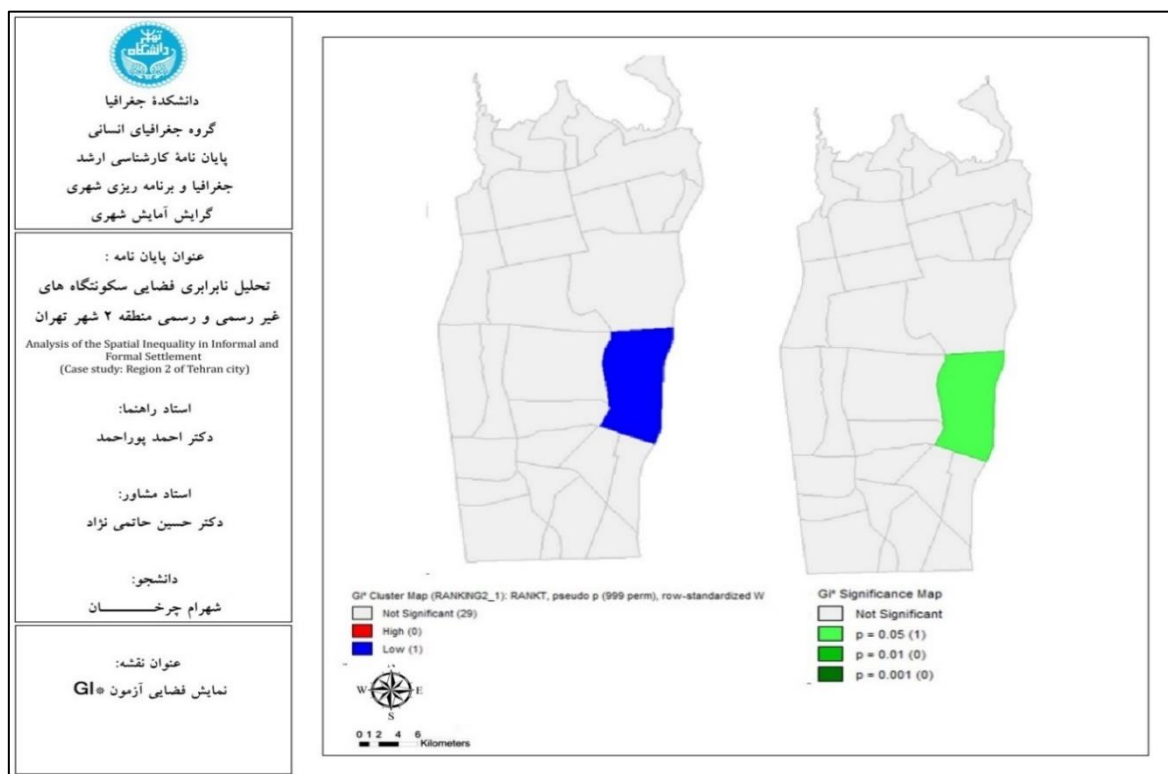 دانشگاه
تهران
دانشکدهٔ جغرافیا
گروه جغرافیای انسانی
پایان نامهٔ کارشناسی ارشد
جغرافیا و برنامه ریزی شهری
گرایش آمایش شهری
عنوان پایان نامه :
تحلیل نابرابری فضایی سکونتگاه های
غیر رسمی و رسمی منطقه ۲ شهر تهران
Analysis of the Spatial Inequality in Informal and
Formal Settlement
(Case study: Region 2 of Tehran city)
استاد راهنما:
دکتر احمد پوراحمد
استاد مشاور:
دکتر حسین حاتمی نژاد
دانشجو:
شهرام چرخـــــــان
عنوان نقشه:
نمایش فضایی آزمون GI*
Gi* Cluster Map (RANKING2_1): RANKT, pseudo p (999 perm), row-standardized W
Not Significant (29)
High (0)
Low (1)
W E
S
0 1 2 4 6
Kilometers
Gi* Significance Map
Not Significant
p = 0.05 (1)
p = 0.01 (0)
p = 0.001 (0)